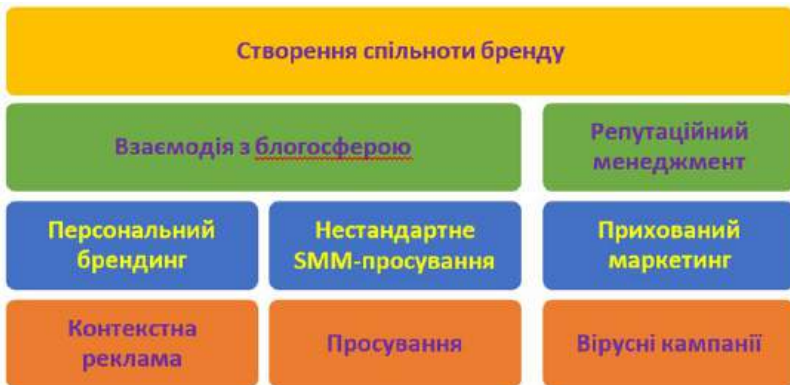 Створення спільноти бренду
Взаємодія з блогосферою
Репутаційний
менеджмент
Персональний
брендинг
Нестандартне
SMM-просування
Прихований
маркетинг
Контекстна
реклама
Просування
Вірусні кампанії